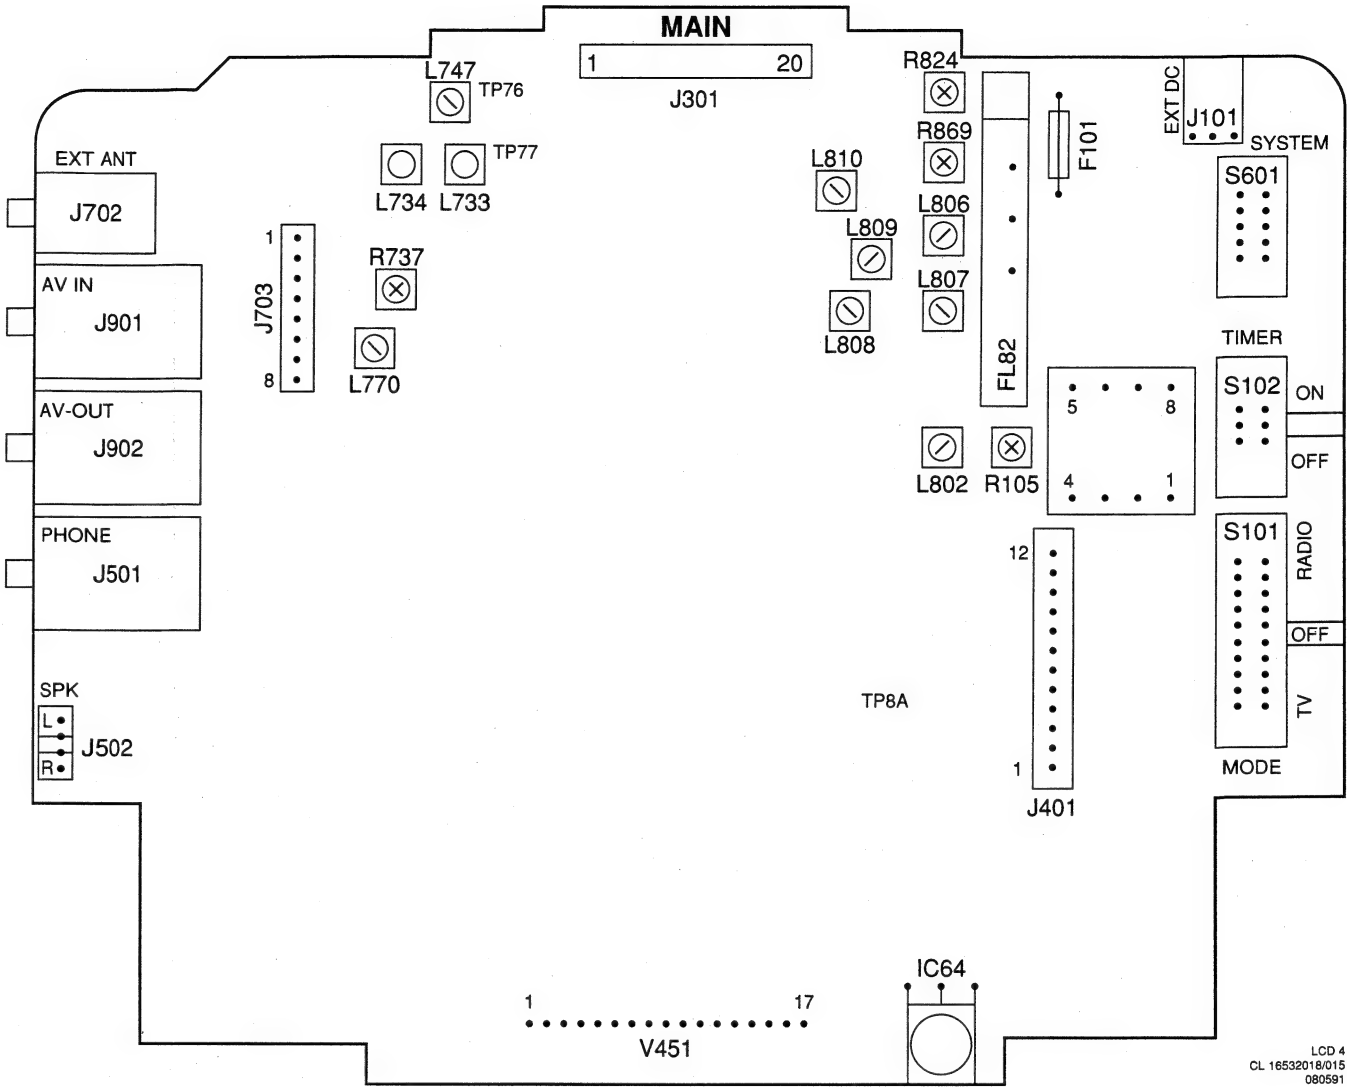 MAIN
1 20
J301
L747
TP76
TP77
L734 L733
R824
R869
L810
L806
L809
L807
L808
FL82
F101
EXT DC
J101
SYSTEM
S601
EXT ANT
J702
AV IN
J901
AV-OUT
J902
PHONE
J501
1
J703
8
R737
L770
TIMER
S102
ON
OFF
5 8
4 1
L802 R105
S101
RADIO
OFF
TV
MODE
12
1
J401
TP8A
SPK
L
R
J502
IC64
1 17
V451
LCD 4
CL 16532018/015
080591